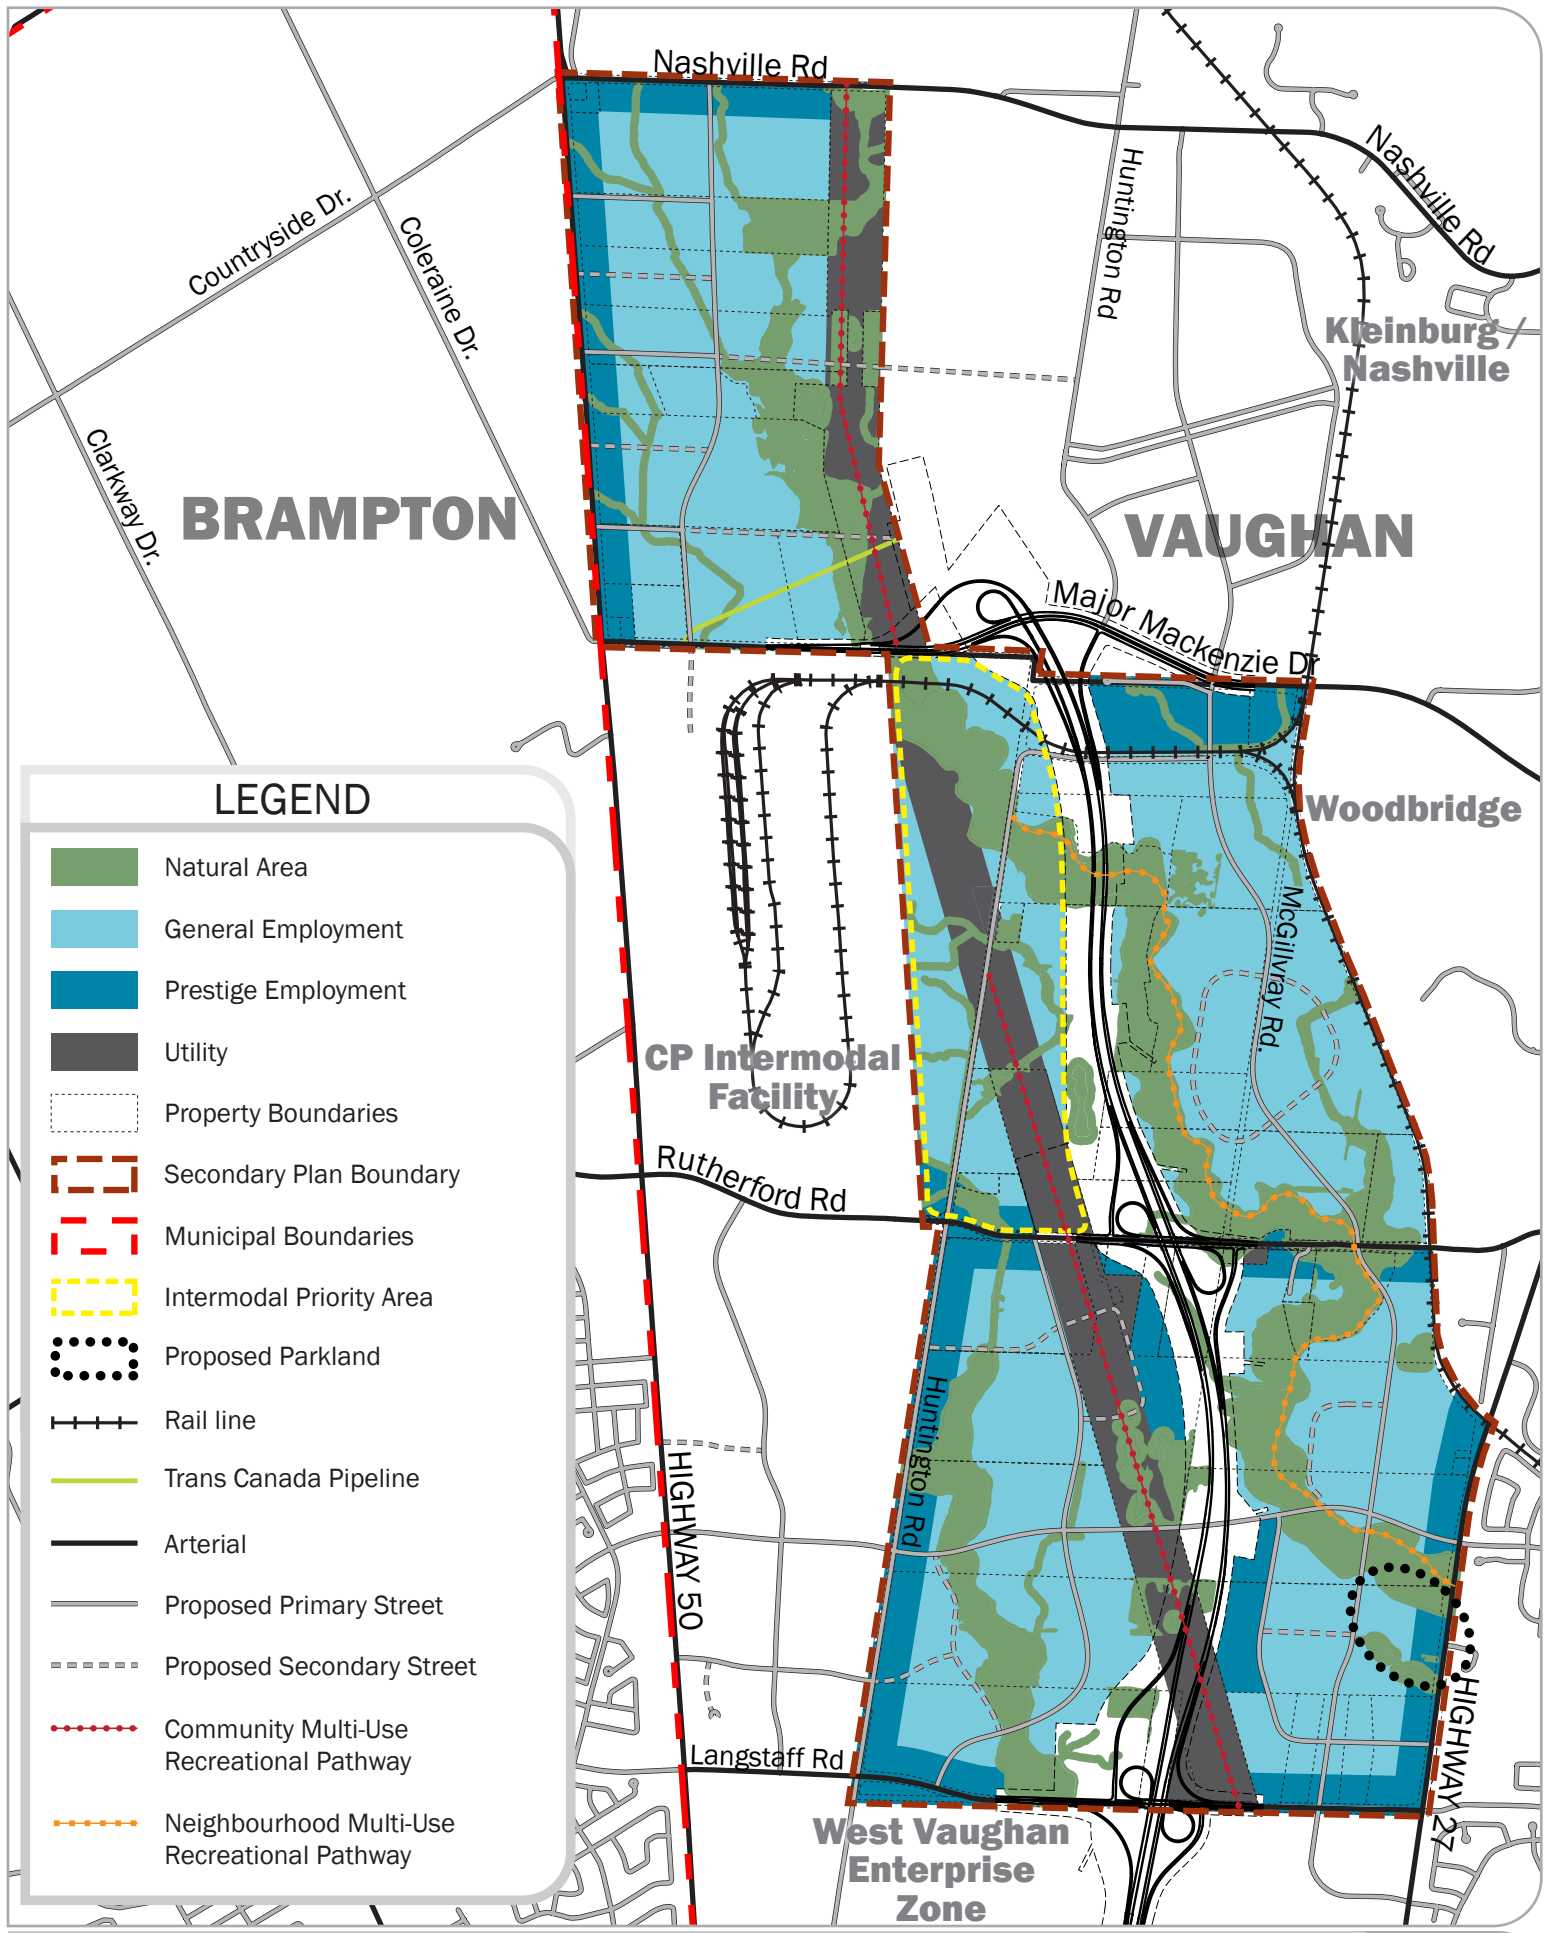 Nashville Rd
Nashville Rd
Huntington Rd
Countryside Dr.
Coleraine Dr.
Kleinburg /
Nashville
Clarkway Dr.
BRAMPTON
VAUGHAN
Major Mackenzie Dr
Woodbridge
McGillvray Rd.
CP Intermodal
Facility
Rutherford Rd
Huntington Rd
HIGHWAY 50
HIGHWAY 27
Langstaff Rd
West Vaughan
Enterprise
Zone
LEGEND
Natural Area
General Employment
Prestige Employment
Utility
Property Boundaries
Secondary Plan Boundary
Municipal Boundaries
Intermodal Priority Area
Proposed Parkland
Rail line
Trans Canada Pipeline
Arterial
Proposed Primary Street
Proposed Secondary Street
Community Multi-Use
Recreational Pathway
Neighbourhood Multi-Use
Recreational Pathway